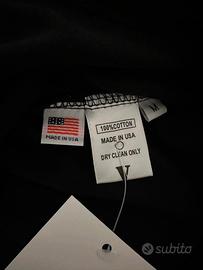 MADE IN USA
100%COTTON
MADE IN USA
DRY CLEAN ONLY
M
subito